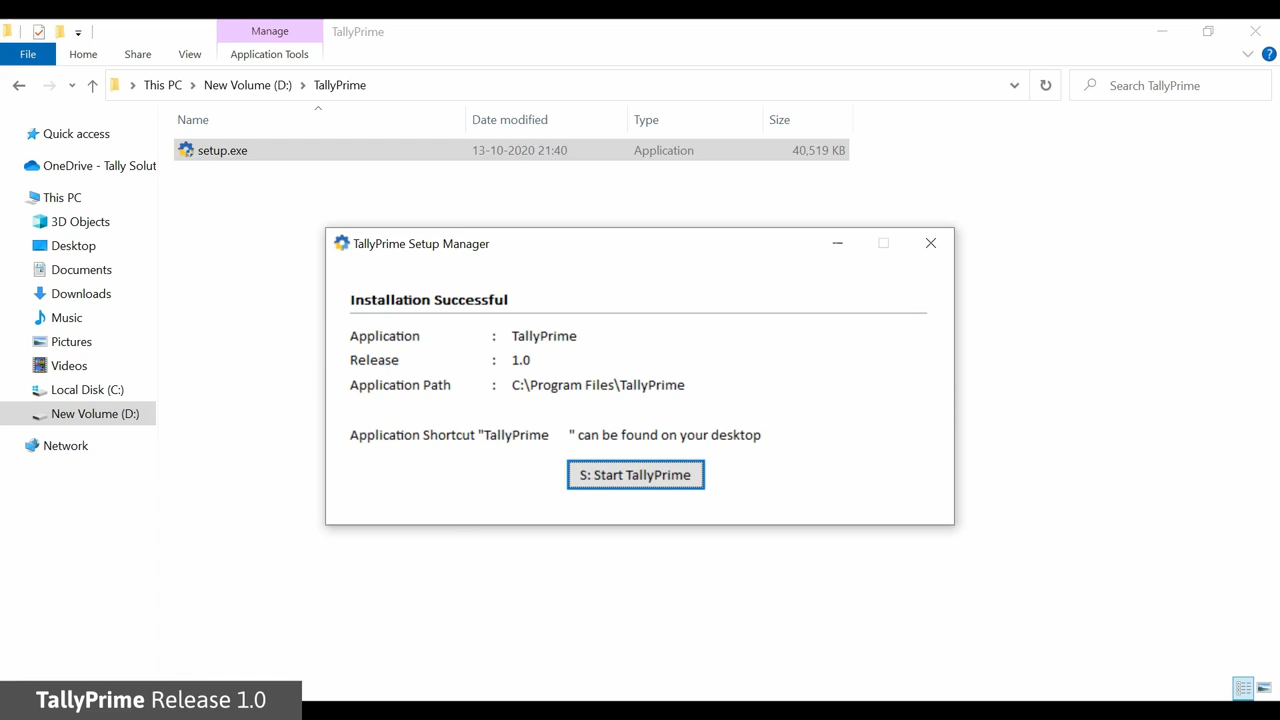 Manage
TallyPrime
File
Home
Share
View
Application Tools
This PC
New Volume (D:)
TallyPrime
Search TallyPrime
Name
Date modified
Type
Size
setup.exe
13-10-2020 21:40
Application
40,519 KB
Quick access
OneDrive - Tally Solut
This PC
3D Objects
Desktop
Documents
Downloads
Music
Pictures
Videos
Local Disk (C:)
New Volume (D:)
Network
TallyPrime Setup Manager
Installation Successful
Application : TallyPrime
Release : 1.0
Application Path : C:\Program Files\TallyPrime
Application Shortcut "TallyPrime " can be found on your desktop
S: Start TallyPrime
TallyPrime Release 1.0